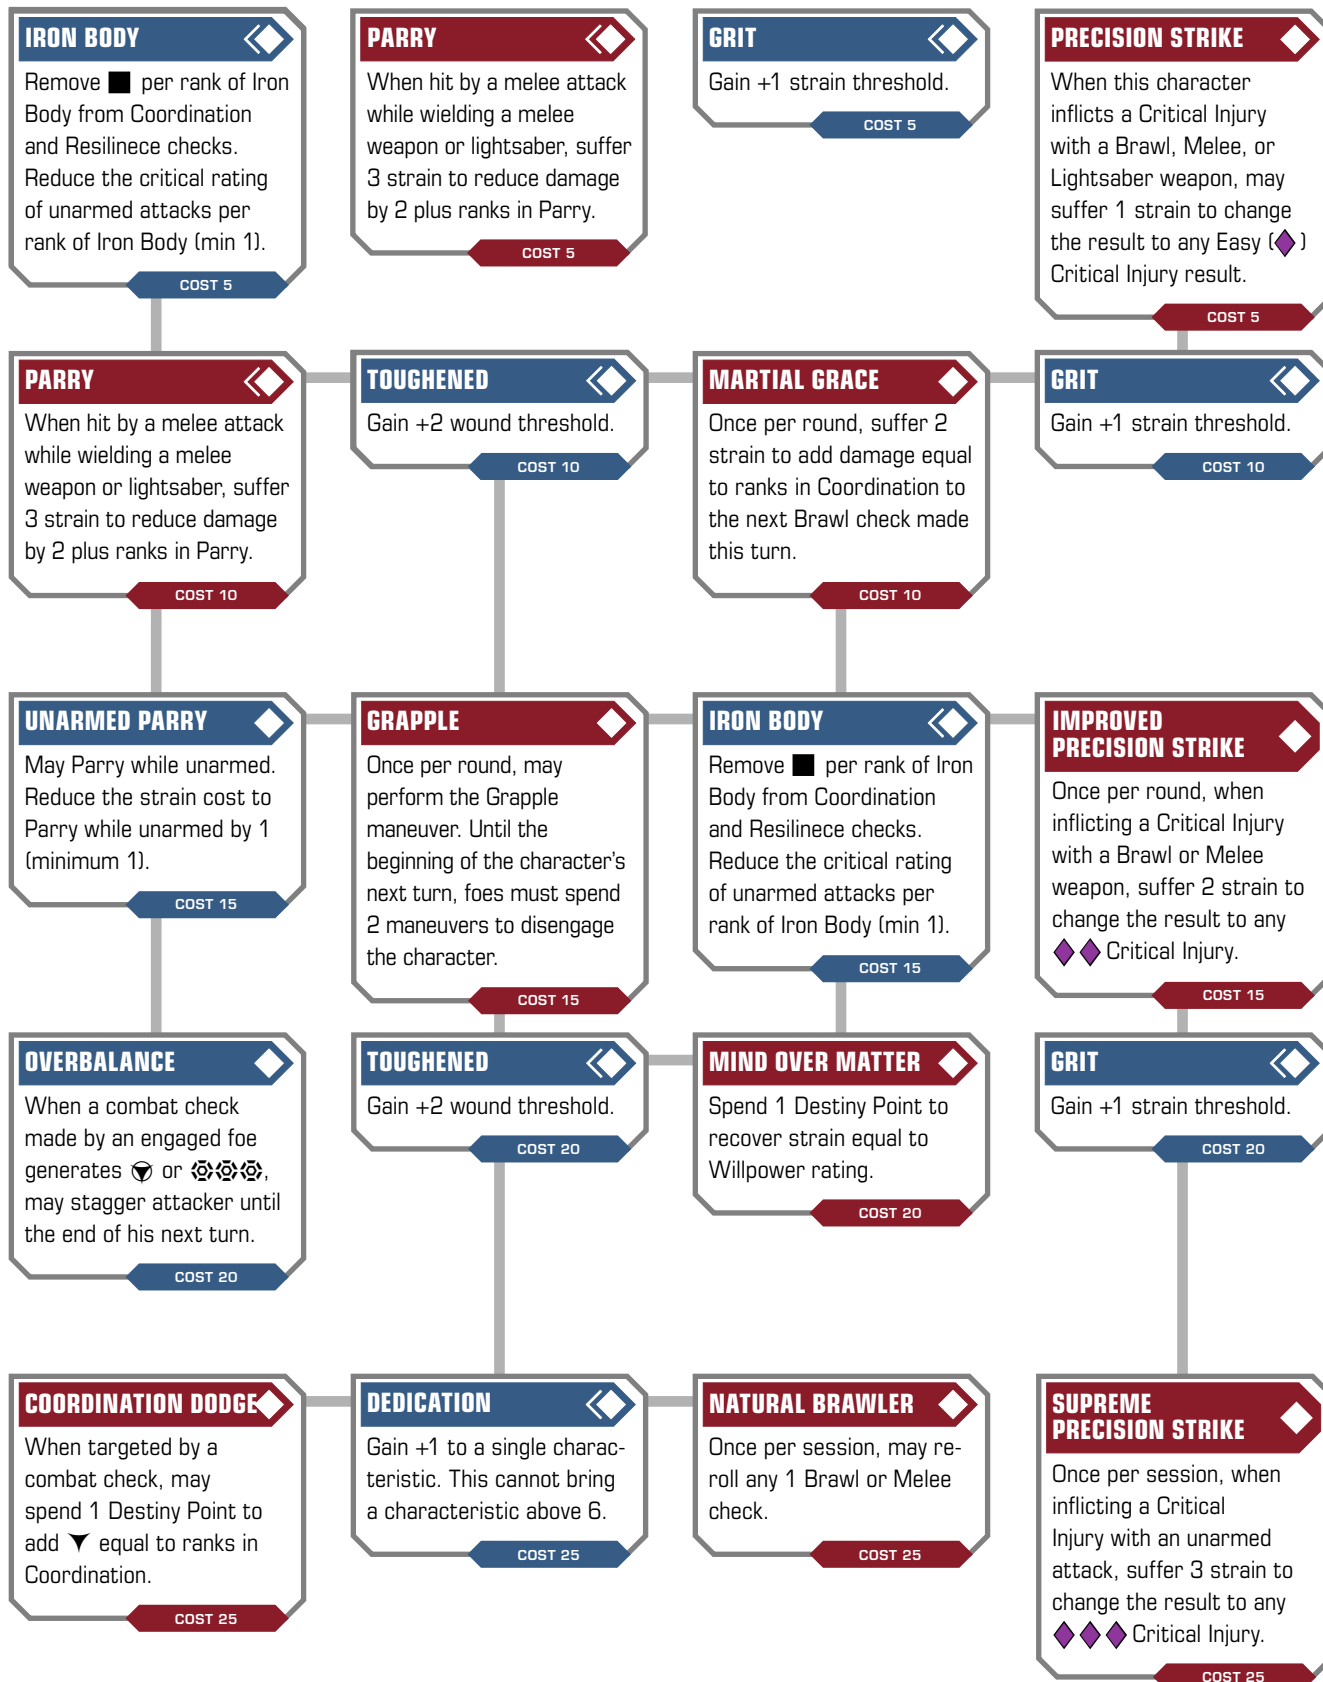 IRON BODY
Remove per rank of Iron
Body from Coordination
and Resilinece checks.
Reduce the critical rating
of unarmed attacks per
rank of Iron Body (min 1).
COST 5
PARRY
When hit by a melee attack
while wielding a melee
weapon or lightsaber, suffer
3 strain to reduce damage
by 2 plus ranks in Parry.
COST 5
GRIT
Gain +1 strain threshold.
COST 5
PRECISION STRIKE
When this character
inflicts a Critical Injury
with a Brawl, Melee, or
Lightsaber weapon, may
suffer 1 strain to change
the result to any Easy ( )
Critical Injury result.
COST 5
PARRY
When hit by a melee attack
while wielding a melee
weapon or lightsaber, suffer
3 strain to reduce damage
by 2 plus ranks in Parry.
COST 10
TOUGHENED
Gain +2 wound threshold.
COST 10
MARTIAL GRACE
Once per round, suffer 2
strain to add damage equal
to ranks in Coordination to
the next Brawl check made
this turn.
COST 10
GRIT
Gain +1 strain threshold.
COST 10
UNARMED PARRY
May Parry while unarmed.
Reduce the strain cost to
Parry while unarmed by 1
(minimum 1).
COST 15
GRAPPLE
Once per round, may
perform the Grapple
maneuver. Until the
beginning of the character's
next turn, foes must spend
2 maneuvers to disengage
the character.
COST 15
IRON BODY
Remove per rank of Iron
Body from Coordination
and Resilinece checks.
Reduce the critical rating
of unarmed attacks per
rank of Iron Body (min 1).
COST 15
IMPROVED
PRECISION STRIKE
Once per round, when
inflicting a Critical Injury
with a Brawl or Melee
weapon, suffer 2 strain to
change the result to any
Critical Injury.
COST 15
OVERBALANCE
When a combat check
made by an engaged foe
generates or ,
may stagger attacker until
the end of his next turn.
COST 20
TOUGHENED
Gain +2 wound threshold.
COST 20
MIND OVER MATTER
Spend 1 Destiny Point to
recover strain equal to
Willpower rating.
COST 20
GRIT
Gain +1 strain threshold.
COST 20
COORDINATION DODGE
When targeted by a
combat check, may
spend 1 Destiny Point to
add equal to ranks in
Coordination.
COST 25
DEDICATION
Gain +1 to a single charac-
teristic. This cannot bring
a characteristic above 6.
COST 25
NATURAL BRAWLER
Once per session, may re-
roll any 1 Brawl or Melee
check.
COST 25
SUPREME
PRECISION STRIKE
Once per session, when
inflicting a Critical
Injury with an unarmed
attack, suffer 3 strain to
change the result to any
Critical Injury.
COST 25